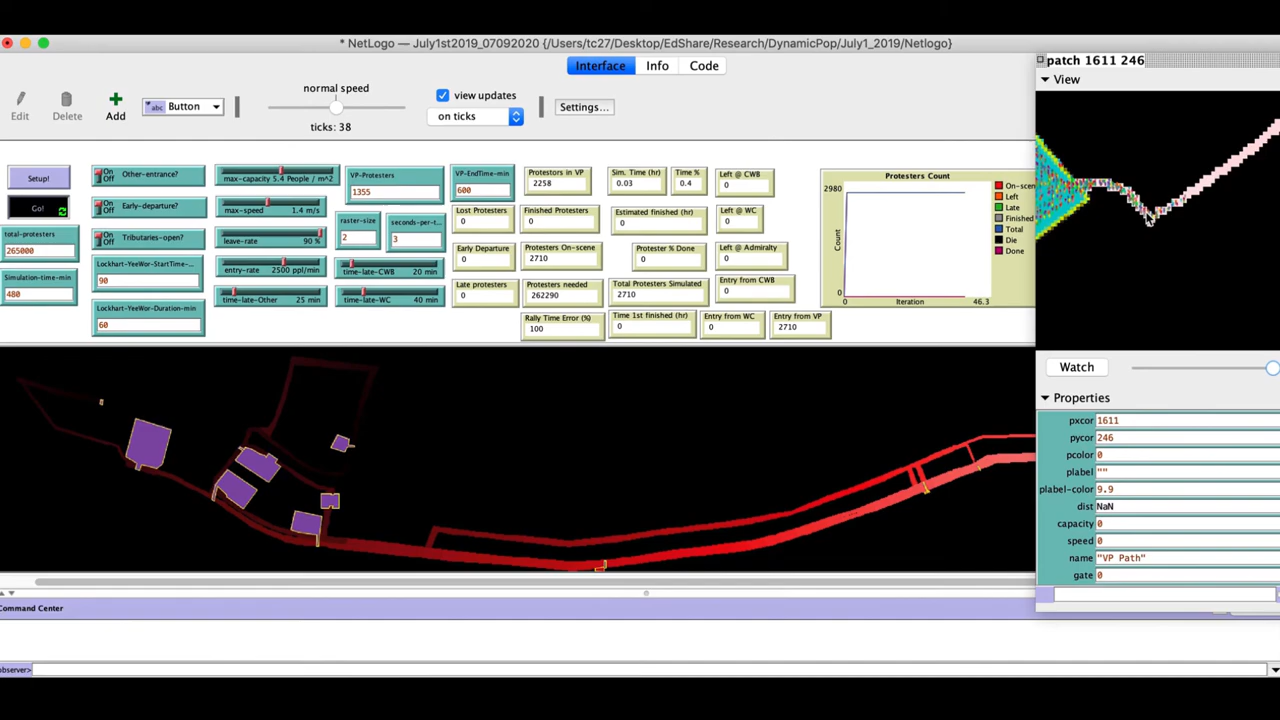 * NetLogo — July1st2019_07092020 {/Users/tc27/Desktop/EdShare/Research/DynamicPop/July1_2019/Netlogo}
Interface Info Code
Edit Delete Add
abc Button
normal speed
ticks: 38
view updates
on ticks
Settings...
Setup!
Go!
total-protesters
265000
Simulation-time-min
480
On
Off
Other-entrance?
On
Off
Early-departure?
On
Off
Tributaries-open?
Lockhart-YeeWor-StartTime-...
90
Lockhart-YeeWor-Duration-min
60
max-capacity 5.4 People / m^2
max-speed 1.4 m/s
leave-rate 90 %
entry-rate 2500 ppl/min
time-late-Other 25 min
VP-Protesters
1355
raster-size
2
seconds-per-t...
3
time-late-CWB 20 min
time-late-WC 40 min
VP-EndTime-min
600
Lost Protesters
0
Early Departure
0
Late protesters
0
Protestors in VP
2258
Finished Protesters
0
Protesters On-scene
2710
Protesters needed
262290
Rally Time Error (%)
100
Sim. Time (hr)
0.03
Time %
0.4
Estimated finished (hr)
0
Protester % Done
0
Total Protesters Simulated
2710
Time 1st finished (hr)
0
Left @ CWB
0
Left @ WC
0
Left @ Admiralty
0
Entry from CWB
0
Entry from WC
0
Entry from VP
2710
Protesters Count
2980
Count
0
0
Iteration
46.3
On-scene
Left
Late
Finished
Total
Die
Done
patch 1611 246
View
Watch
Properties
pxcor 1611
pycor 246
pcolor 0
plabel ""
plabel-color 9.9
dist NaN
capacity 0
speed 0
name "VP Path"
gate 0
Command Center
observer>